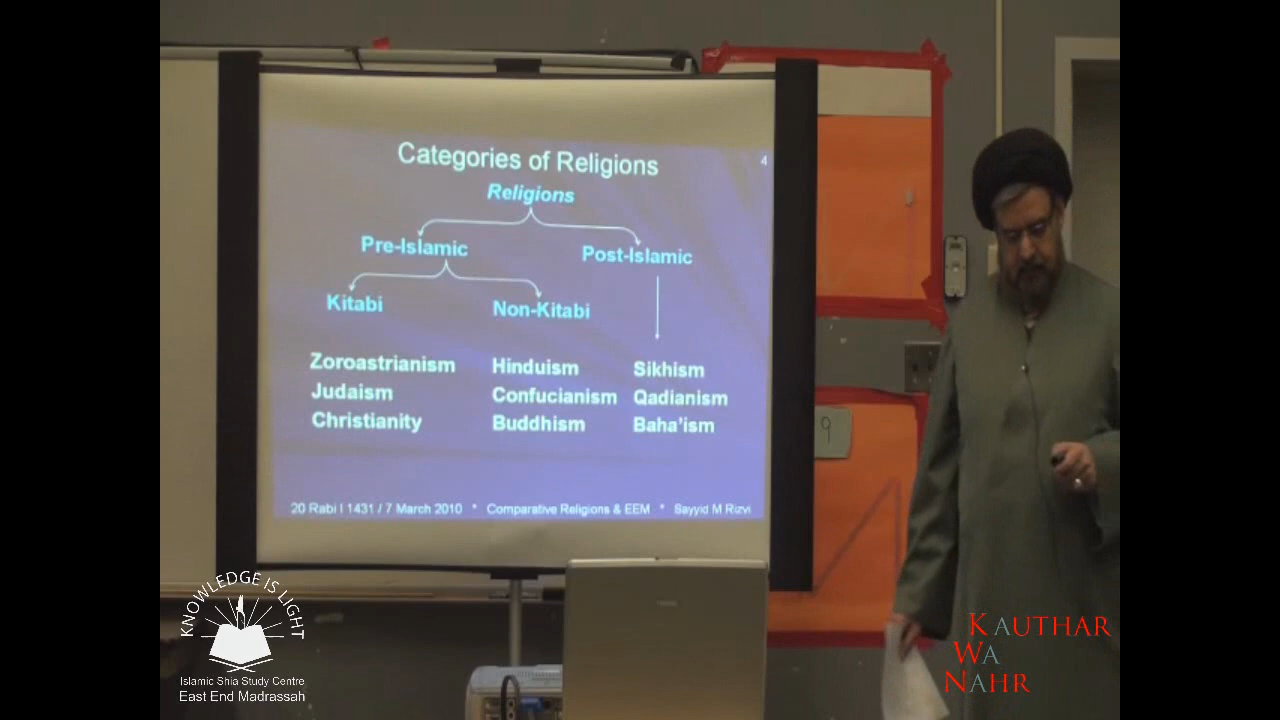 Categories of Religions
4
Religions
Pre-Islamic
Post-Islamic
Kitabi
Non-Kitabi
Zoroastrianism
Hinduism
Sikhism
Judaism
Confucianism
Qadianism
Christianity
Buddhism
Baha'ism
20 Rabi I 1431 / 7 March 2010 * Comparative Religions & EEM * Sayyid M Rizvi
9
KNOWLEDGE IS LIGHT
Islamic Shia Study Centre
East End Madrassah
KAUTHAR
WA
NAHR